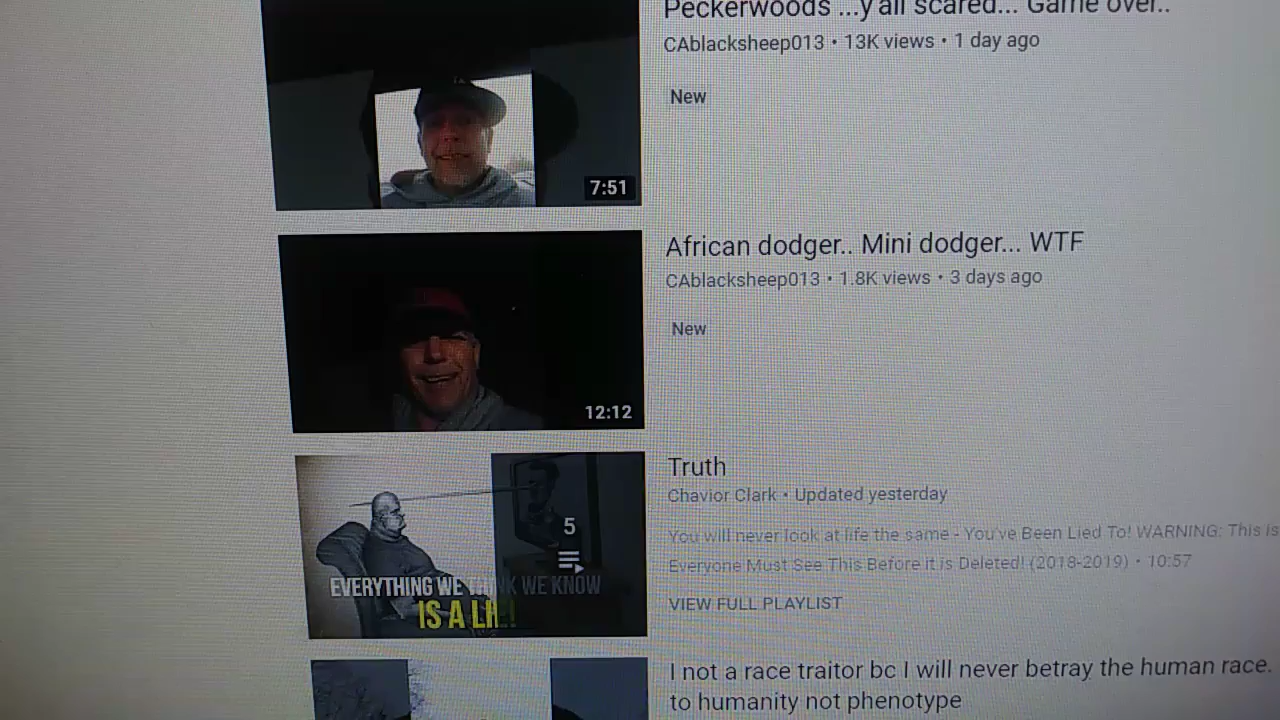 Peckerwoods ...y'all scared... Game over..
CAblacksheep013 • 13K views • 1 day ago
New
7:51
African dodger.. Mini dodger... WTF
CAblacksheep013 • 1.8K views • 3 days ago
New
12:12
Truth
Chavior Clark • Updated yesterday
5
You will never look at life the same - You've Been Lied To! WARNING: This is
Everyone Must See This Before it is Deleted! (2018-2019) • 10:57
EVERYTHING WE THINK WE KNOW
IS A LIE!
VIEW FULL PLAYLIST
I not a race traitor bc I will never betray the human race.
to humanity not phenotype